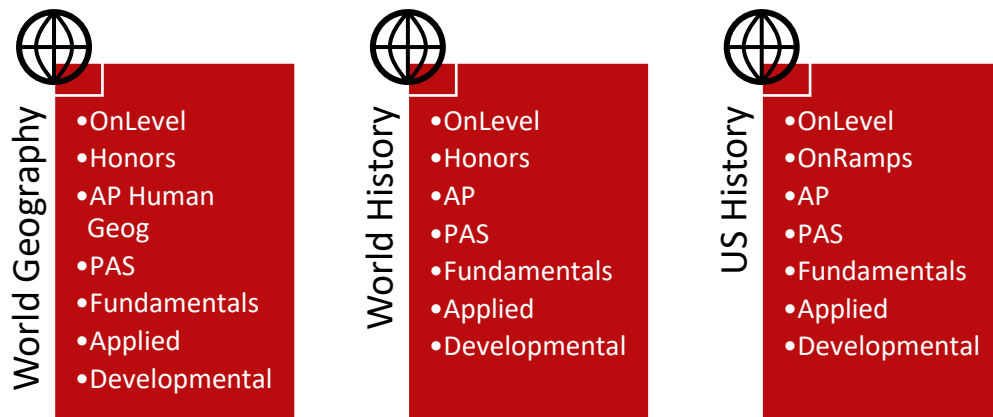 World Geography
•OnLevel
•Honors
•AP Human
Geog
•PAS
•Fundamentals
•Applied
•Developmental
World History
•OnLevel
•Honors
•AP
•PAS
•Fundamentals
•Applied
•Developmental
US History
•OnLevel
•OnRamps
•AP
•PAS
•Fundamentals
•Applied
•Developmental